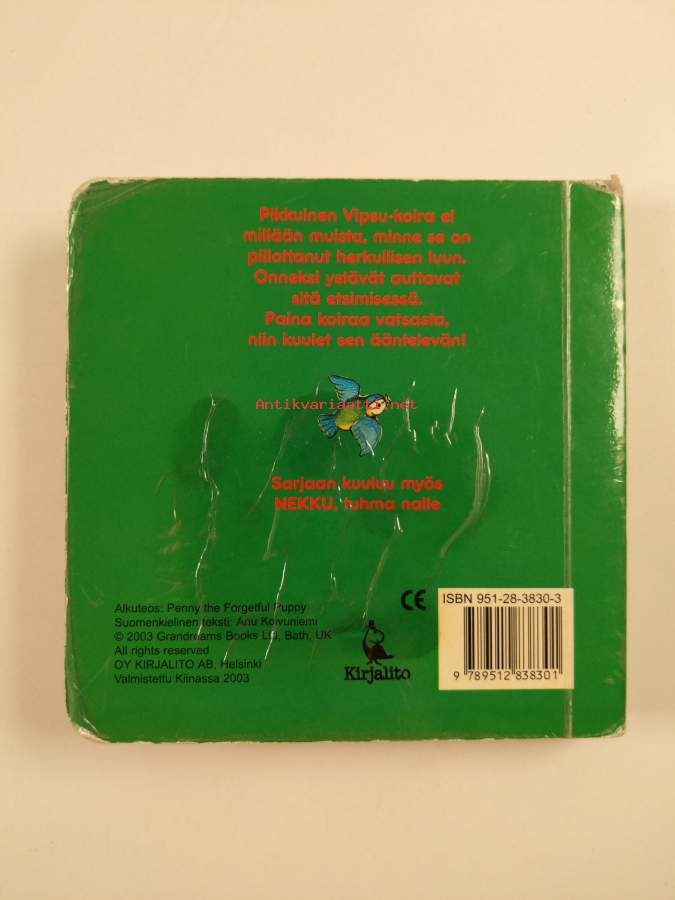 Pikkuinen Vipsu-koira ei
millään muista, minne se on
piilottanut herkullisen luun.
Onneksi ystävät auttavat
sitä etsimisessä.
Paina koiraa vatsasta,
niin kuulet sen ääntelevän!
Antikvariaatti.net
Sarjaan kuuluu myös
NEKKU, tuhma nalle
Alkuteos: Penny the Forgetful Puppy
Suomenkielinen teksti: Anu Koivuniemi
© 2003 Grandreams Books Ltd, Bath, UK
All rights reserved
OY KIRJALITO AB, Helsinki
Valmistettu Kiinassa 2003
CE
Kirjalito
ISBN 951-28-3830-3
9 789512 838301